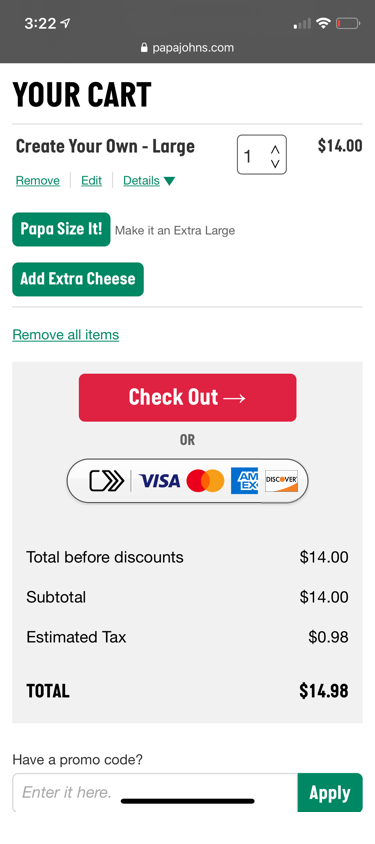 3:22
papajohns.com
YOUR CART
Create Your Own - Large
1
$14.00
Remove
Edit
Details
Papa Size It!
Make it an Extra Large
Add Extra Cheese
Remove all items
Check Out →
OR
VISA
AM EX
DISCOVER
Total before discounts $14.00
Subtotal $14.00
Estimated Tax $0.98
TOTAL $14.98
Have a promo code?
Enter it here.
Apply